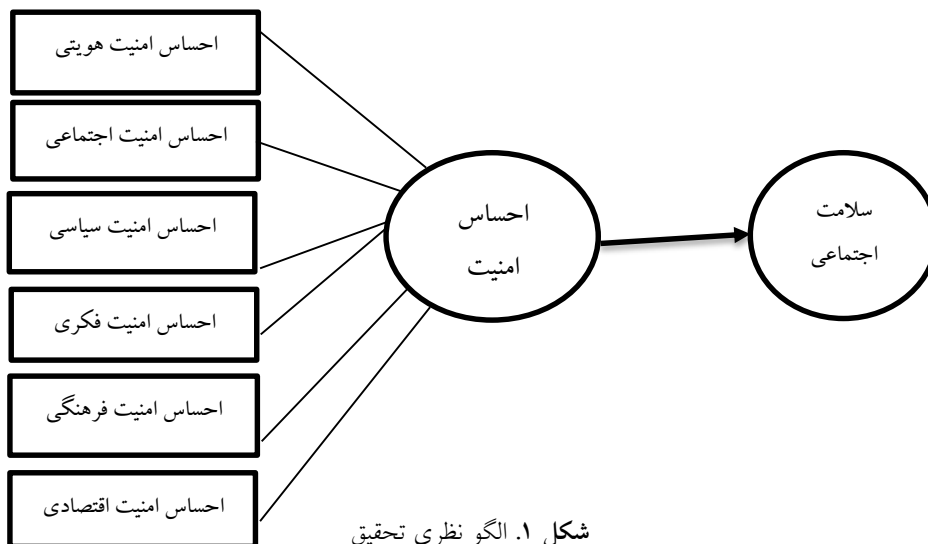 احساس امنیت هویتی
احساس امنیت اجتماعی
احساس امنیت سیاسی
احساس امنیت فکری
احساس امنیت فرهنگی
احساس امنیت اقتصادی
احساس
امنیت
سلامت
اجتماعی
شکل ۱. الگو نظری تحقیق